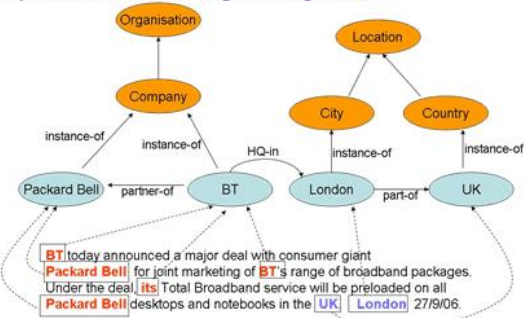 Organisation
Location
Company
City
Country
instance-of
instance-of
HQ-in
instance-of
instance-of
Packard Bell
partner-of
BT
London
part-of
UK
BT today announced a major deal with consumer giant
Packard Bell for joint marketing of BT's range of broadband packages.
Under the deal, its Total Broadband service will be preloaded on all
Packard Bell desktops and notebooks in the UK. London 27/9/06.